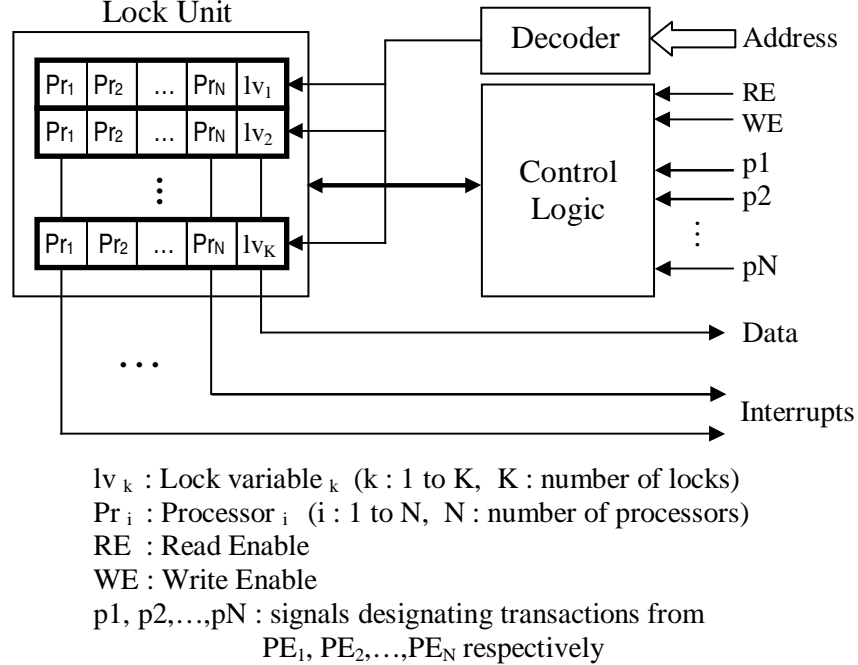 Lock Unit
Decoder
Address
Pr1 Pr2 ... PrN lv1
Pr1 Pr2 ... PrN lv2
⋮
Pr1 Pr2 ... PrN lvK
Control
Logic
RE
WE
p1
p2
⋮
pN
Data
...
Interrupts
lv k : Lock variable k (k : 1 to K, K : number of locks)
Pr i : Processor i (i : 1 to N, N : number of processors)
RE : Read Enable
WE : Write Enable
p1, p2,…,pN : signals designating transactions from
PE1, PE2,…,PEN respectively